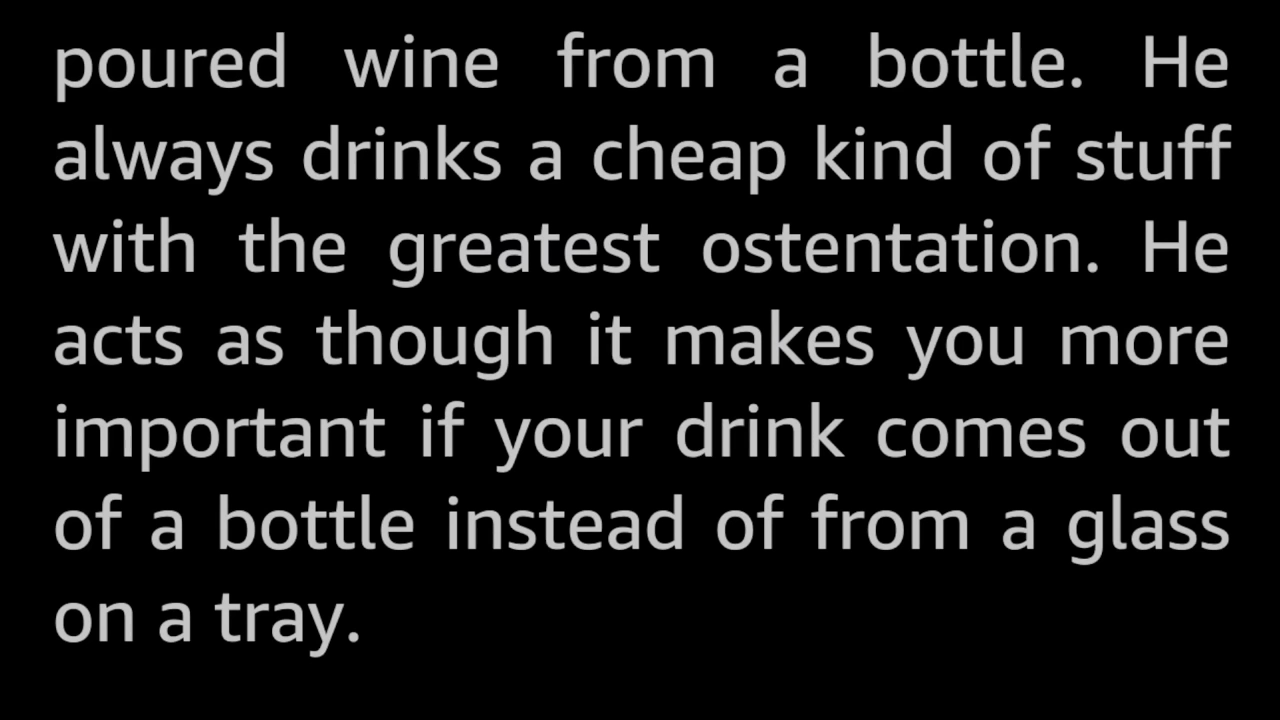 poured wine from a bottle. He
always drinks a cheap kind of stuff
with the greatest ostentation. He
acts as though it makes you more
important if your drink comes out
of a bottle instead of from a glass
on a tray.